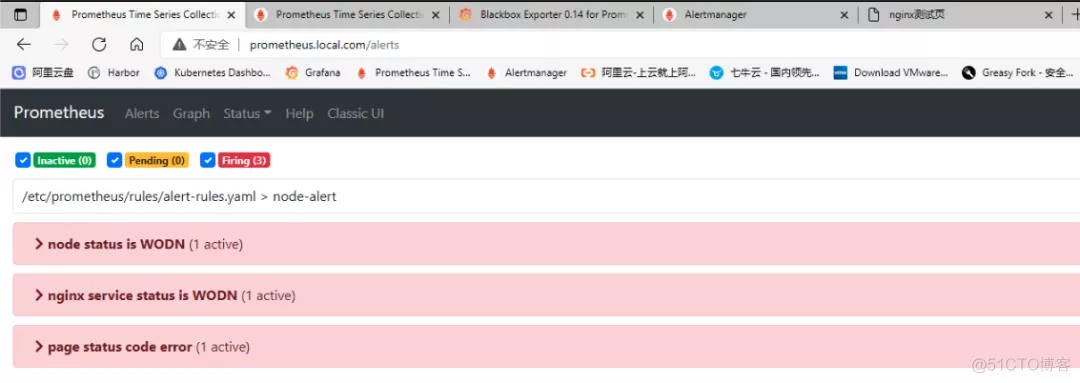 Prometheus Time Series Collecti
Prometheus Time Series Collecti
Blackbox Exporter 0.14 for Prom
Alertmanager
nginx测试页
不安全 | prometheus.local.com/alerts
阿里云盘
Harbor
Kubernetes Dashbo...
Grafana
Prometheus Time S...
Alertmanager
阿里云-上云就上阿...
七牛云 - 国内领先...
Download VMware...
Greasy Fork - 安全...
Prometheus Alerts Graph Status Help Classic UI
Inactive (0) Pending (0) Firing (3)
/etc/prometheus/rules/alert-rules.yaml > node-alert
node status is WODN (1 active)
nginx service status is WODN (1 active)
page status code error (1 active)
@51CTO博客